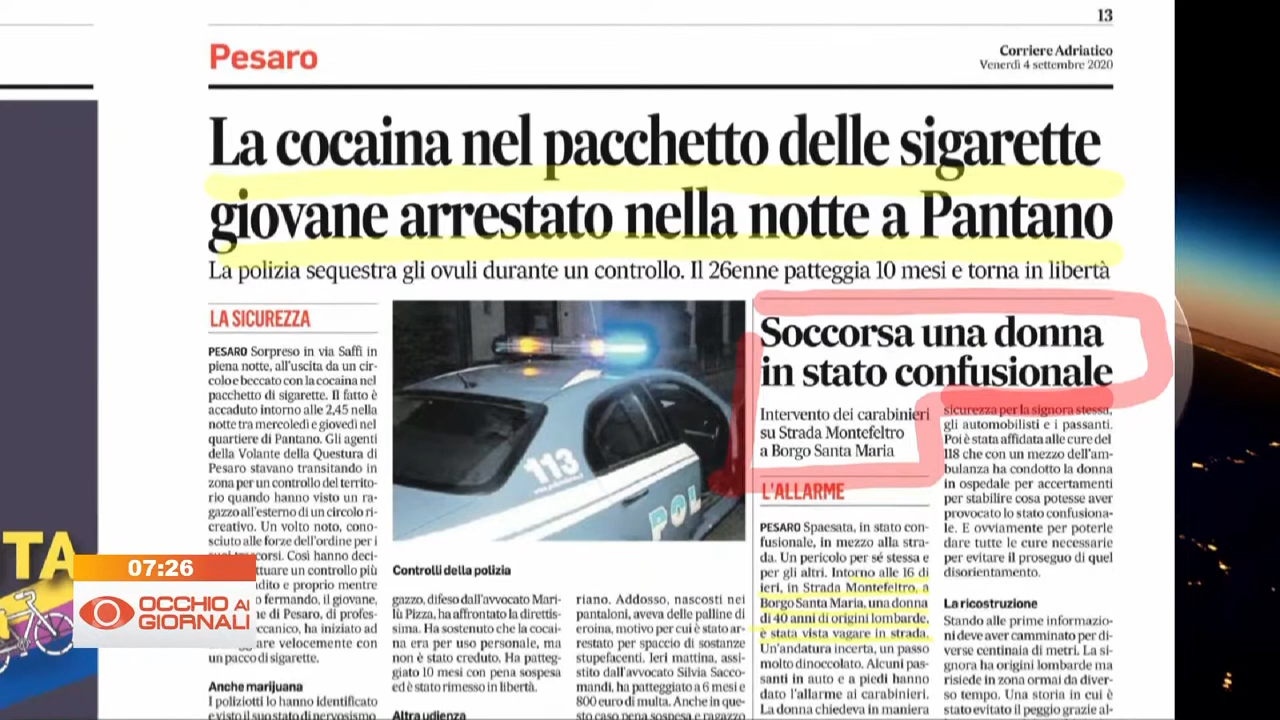 13
Pesaro
Corriere Adriatico
Venerdì 4 settembre 2020
La cocaina nel pacchetto delle sigarette
giovane arrestato nella notte a Pantano
La polizia sequestra gli ovuli durante un controllo. Il 26enne patteggia 10 mesi e torna in libertà
LA SICUREZZA
PESARO Sorpreso in via Saffi in
piena notte, all'uscita da un cir-
colo e beccato con la cocaina nel
pacchetto di sigarette. Il fatto è
accaduto intorno alle 2,45 nella
notte tra mercoledì e giovedì nel
quartiere di Pantano. Gli agenti
della Volante della Questura di
Pesaro stavano transitando in
zona per un controllo del territo-
rio quando hanno visto un ra-
gazzo all'esterno di un circolo ri-
creativo. Un volto noto, cono-
sciuto alle forze dell'ordine per i
corsi. Così hanno deci-
ttuare un controllo più
dito e proprio mentre
o fermando, il giovane,
ne di Pesaro, di profes-
ccanico, ha iniziato ad
are velocemente con
un pacco di sigarette.
Anche marijuana
I poliziotti lo hanno identificato
e visto il suo stato di nervosismo
113
POL
Controlli della polizia
gazzo, difeso dall'avvocato Mari-
lù Pizza, ha affrontato la direttis-
sima. Ha sostenuto che la cocai-
na era per uso personale, ma
non è stato creduto. Ha patteg-
giato 10 mesi con pena sospesa
ed è stato rimesso in libertà.
Altra udienza
riano. Addosso, nascosti nei
pantaloni, aveva delle palline di
eroina, motivo per cui è stato ar-
restato per spaccio di sostanze
stupefacenti. Ieri mattina, assi-
stito dall'avvocato Silvia Sacco-
mandi, ha patteggiato a 6 mesi e
800 euro di multa. Anche in que-
sto caso pena sospesa e ragazzo
Soccorsa una donna
in stato confusionale
Intervento dei carabinieri
su Strada Montefeltro
a Borgo Santa Maria
L'ALLARME
PESARO Spaesata, in stato con-
fusionale, in mezzo alla stra-
da. Un pericolo per sé stessa e
per gli altri. Intorno alle 16 di
ieri, in Strada Montefeltro, a
Borgo Santa Maria, una donna
di 40 anni di origini lombarde,
è stata vista vagare in strada.
Un'andatura incerta, un passo
molto dinoccolato. Alcuni pas-
santi in auto e a piedi hanno
dato l'allarme ai carabinieri.
La donna chiedeva in maniera
sicurezza per la signora stessa,
gli automobilisti e i passanti.
Poi è stata affidata alle cure del
118 che con un mezzo dell'am-
bulanza ha condotto la donna
in ospedale per accertamenti
per stabilire cosa potesse aver
provocato lo stato confusiona-
le. E ovviamente per poterle
dare tutte le cure necessarie
per evitare il proseguo di quel
disorientamento.
La ricostruzione
Stando alle prime informazio-
ni deve aver camminato per di-
verse centinaia di metri. La si-
gnora ha origini lombarde ma
risiede in zona ormai da diver-
so tempo. Una storia in cui è
stato evitato il peggio grazie al-
TA
07:26
OCCHIO AI
GIORNALI